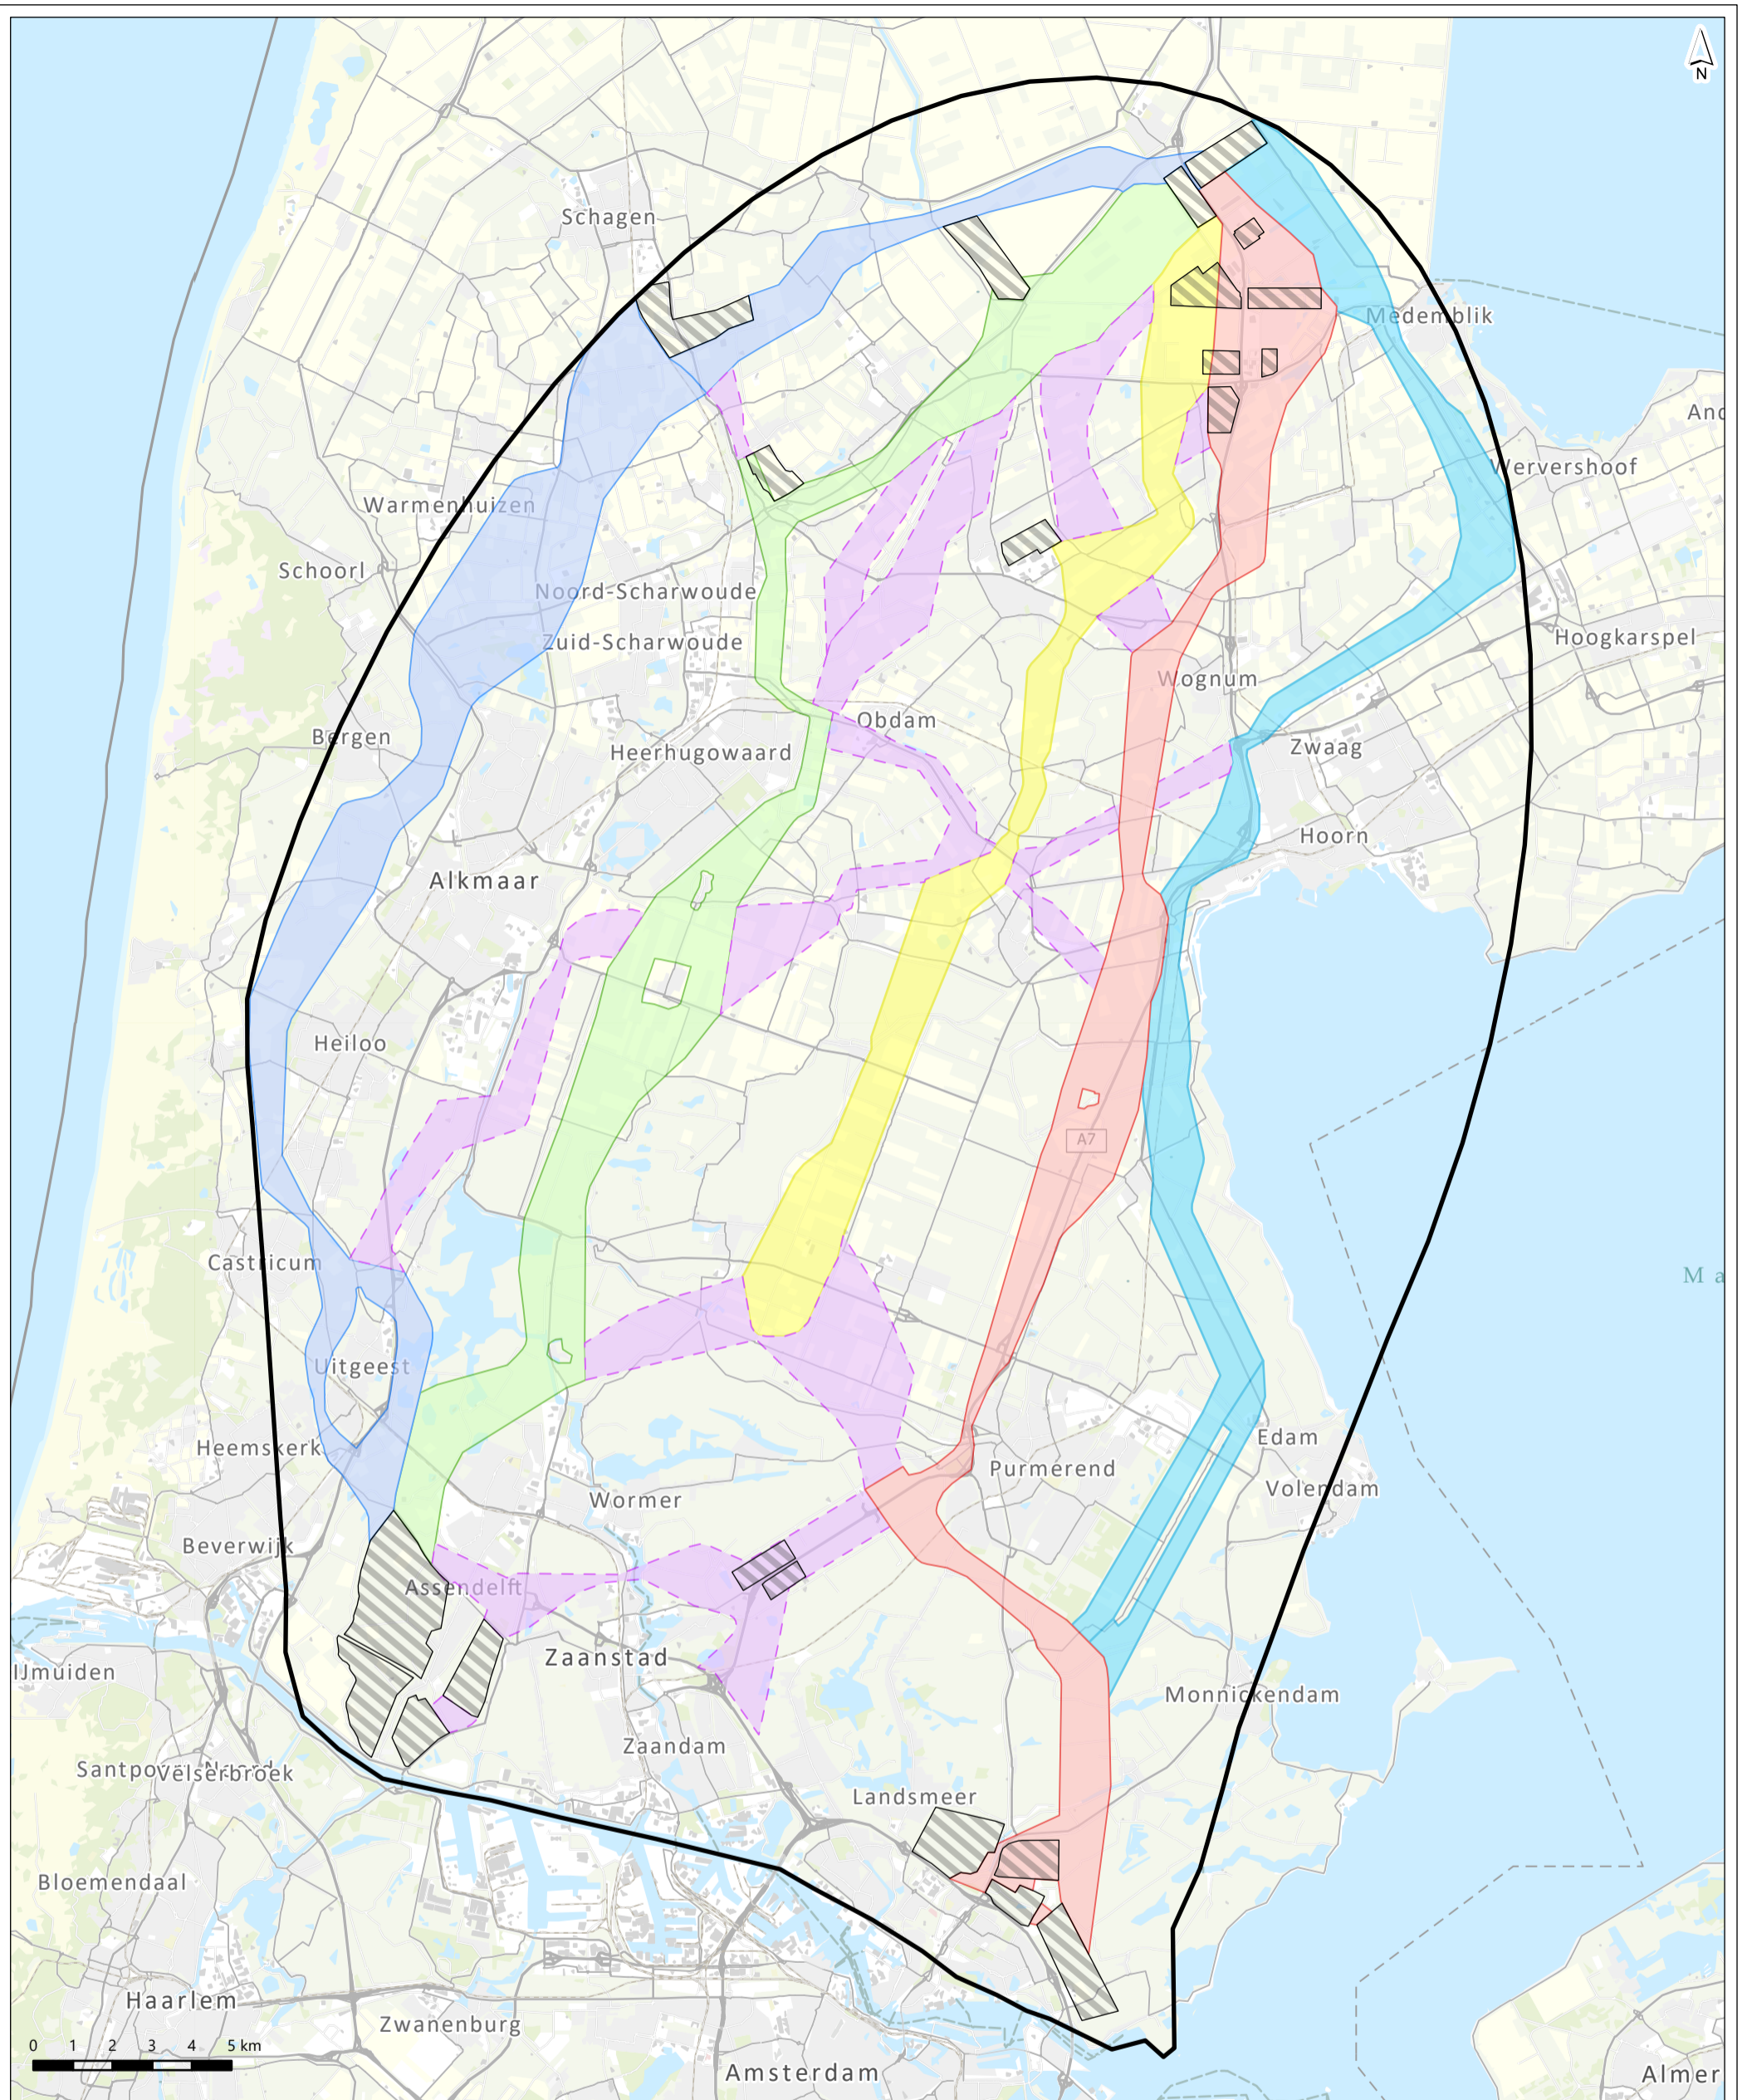 N
Schagen
Medemblik
And
Wervershoof
Warmenhuizen
Schoorl
Noord-Scharwoude
Zuid-Scharwoude
Hoogkarspel
Wognum
Obdam
Bergen
Zwaag
Heerhugowaard
Hoorn
Alkmaar
Heiloo
A7
Castricum
Ma
Uitgeest
Edam
Heemskerk
Purmerend
Volendam
Wormer
Beverwijk
Assendelft
Zaanstad
IJmuiden
Monnickendam
Zaandam
Velserbroek
Landsmeer
Bloemendaal
Haarlem
Zwanenburg
0 1 2 3 4 5 km
Amsterdam
Almer